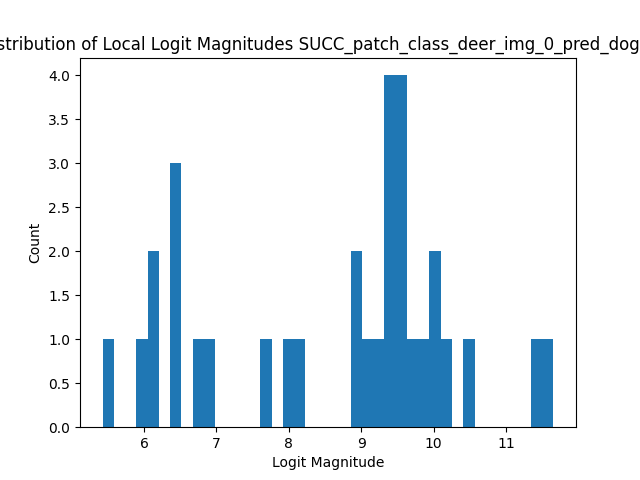 stribution of Local Logit Magnitudes SUCC_patch_class_deer_img_0_pred_dog
4.0
3.5
3.0
2.5
2.0
1.5
1.0
0.5
0.0
Count
6 7 8 9 10 11
Logit Magnitude